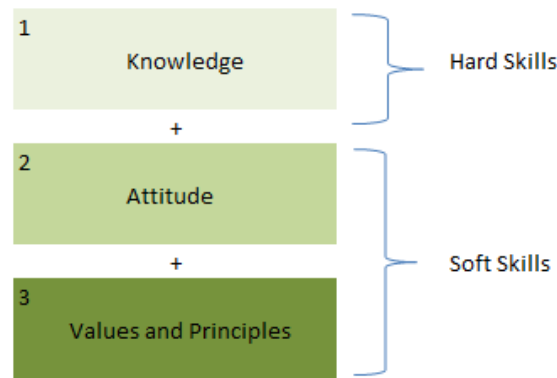 1
Knowledge
Hard Skills
+
2
Attitude
+
Soft Skills
3
Values and Principles